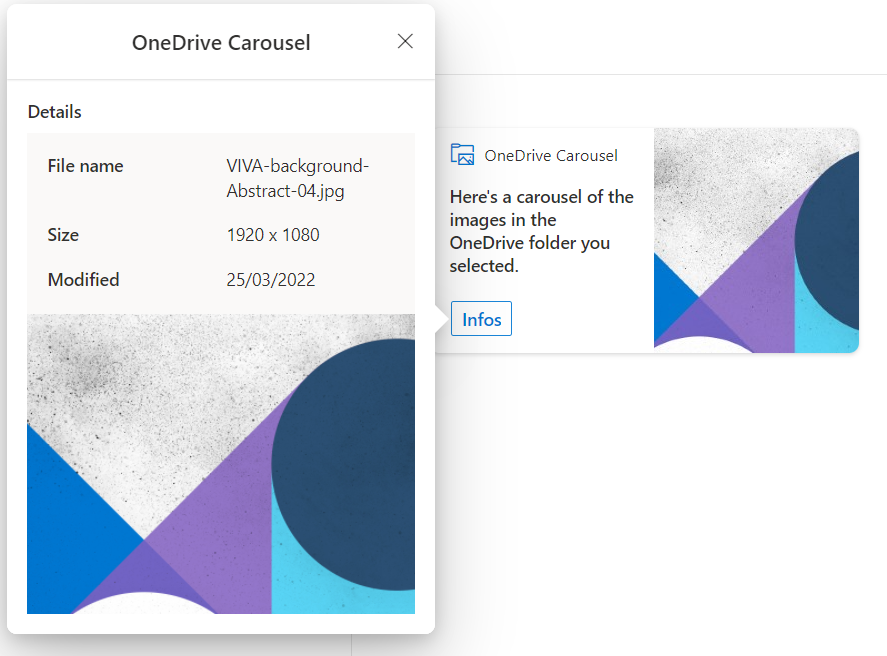 OneDrive Carousel
Details
File name
VIVA-background-
Abstract-04.jpg
Size
1920 x 1080
Modified
25/03/2022
OneDrive Carousel
Here's a carousel of the
images in the
OneDrive folder you
selected.
Infos